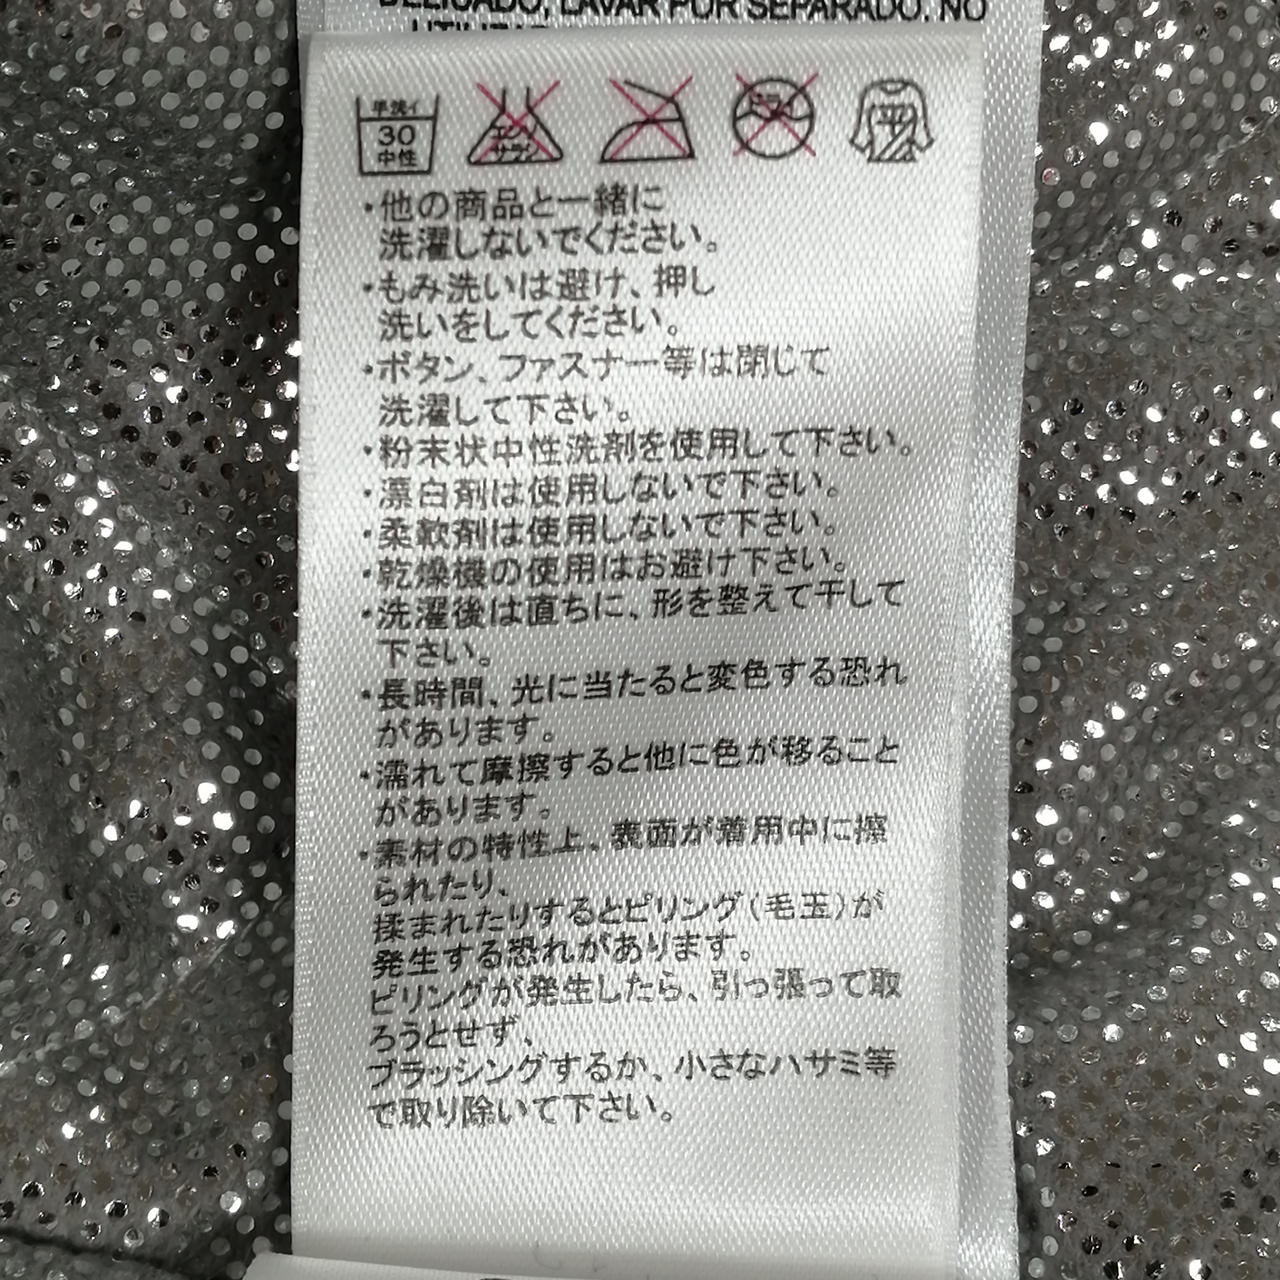 DELICADO, LAVAR POR SEPARADO. NO
手洗イ
30
中性
エンソ
サラシ
ドライ
平
・他の商品と一緒に
洗濯しないでください。
・もみ洗いは避け、押し
洗いをしてください。
・ボタン、ファスナー等は閉じて
洗濯して下さい。
・粉末状中性洗剤を使用して下さい。
・漂白剤は使用しないで下さい。
・柔軟剤は使用しないで下さい。
・乾燥機の使用はお避け下さい。
・洗濯後は直ちに、形を整えて干して
下さい。
・長時間、光に当たると変色する恐れ
があります。
・濡れて摩擦すると他に色が移ること
があります。
・素材の特性上、表面が着用中に擦
られたり、
揉まれたりするとピリング(毛玉)が
発生する恐れがあります。
ピリングが発生したら、引っ張って取
ろうとせず、
ブラッシングするか、小さなハサミ等
で取り除いて下さい。